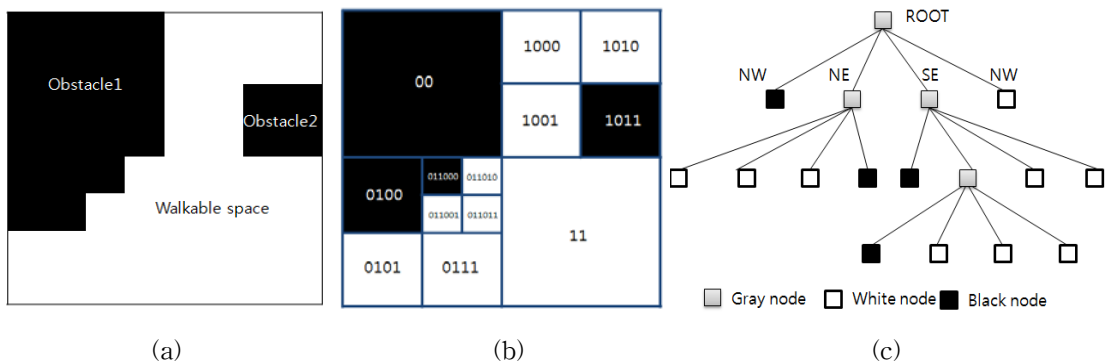 Obstacle1
Obstacle2
Walkable space
(a)
00
1000
1010
1001
1011
0100
011000
011010
011001
011011
0101
0111
11
(b)
ROOT
NW
NE
SE
NW
Gray node
White node
Black node
(c)